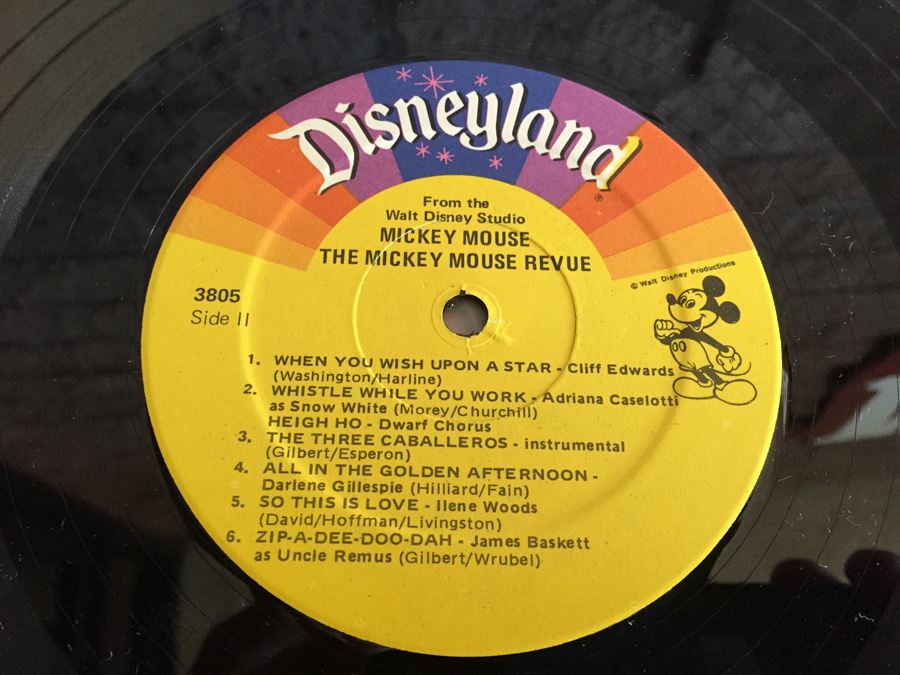 Disneyland
®
From the
Walt Disney Studio
MICKEY MOUSE
THE MICKEY MOUSE REVUE
© Walt Disney Productions
3805
Side II
1. WHEN YOU WISH UPON A STAR - Cliff Edwards
(Washington/Harline)
2. WHISTLE WHILE YOU WORK - Adriana Caselotti
as Snow White (Morey/Churchill)
HEIGH HO - Dwarf Chorus
3. THE THREE CABALLEROS - instrumental
(Gilbert/Esperon)
4. ALL IN THE GOLDEN AFTERNOON -
Darlene Gillespie (Hilliard/Fain)
5. SO THIS IS LOVE - Ilene Woods
(David/Hoffman/Livingston)
6. ZIP-A-DEE-DOO-DAH - James Baskett
as Uncle Remus (Gilbert/Wrubel)